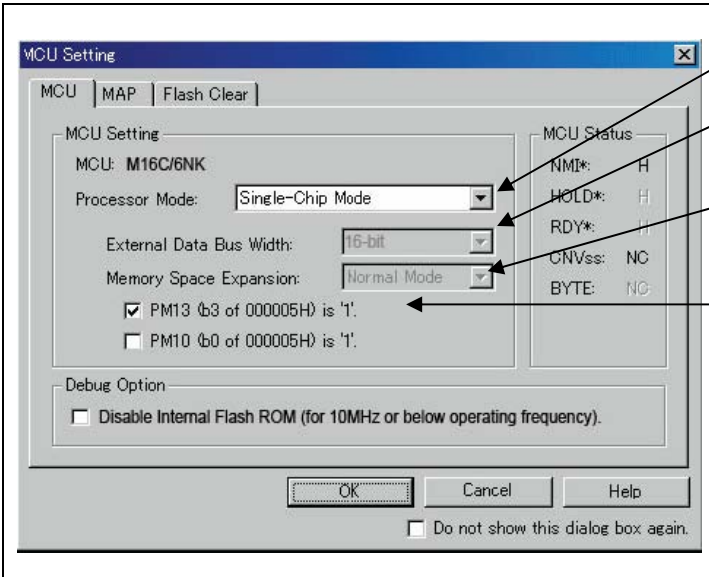 MCU Setting
MCU MAP Flash Clear
MCU Setting
MCU: M16C/6NK
Processor Mode: Single-Chip Mode
External Data Bus Width: 16-bit
Memory Space Expansion: Normal Mode
PM13 (b3 of 000005H) is '1'.
PM10 (b0 of 000005H) is '1'.
MCU Status
NMI*: H
HOLD*: H
RDY*: H
CNVss: NC
BYTE: NC
Debug Option
Disable Internal Flash ROM (for 10MHz or below operating frequency).
OK Cancel Help
Do not show this dialog box again.